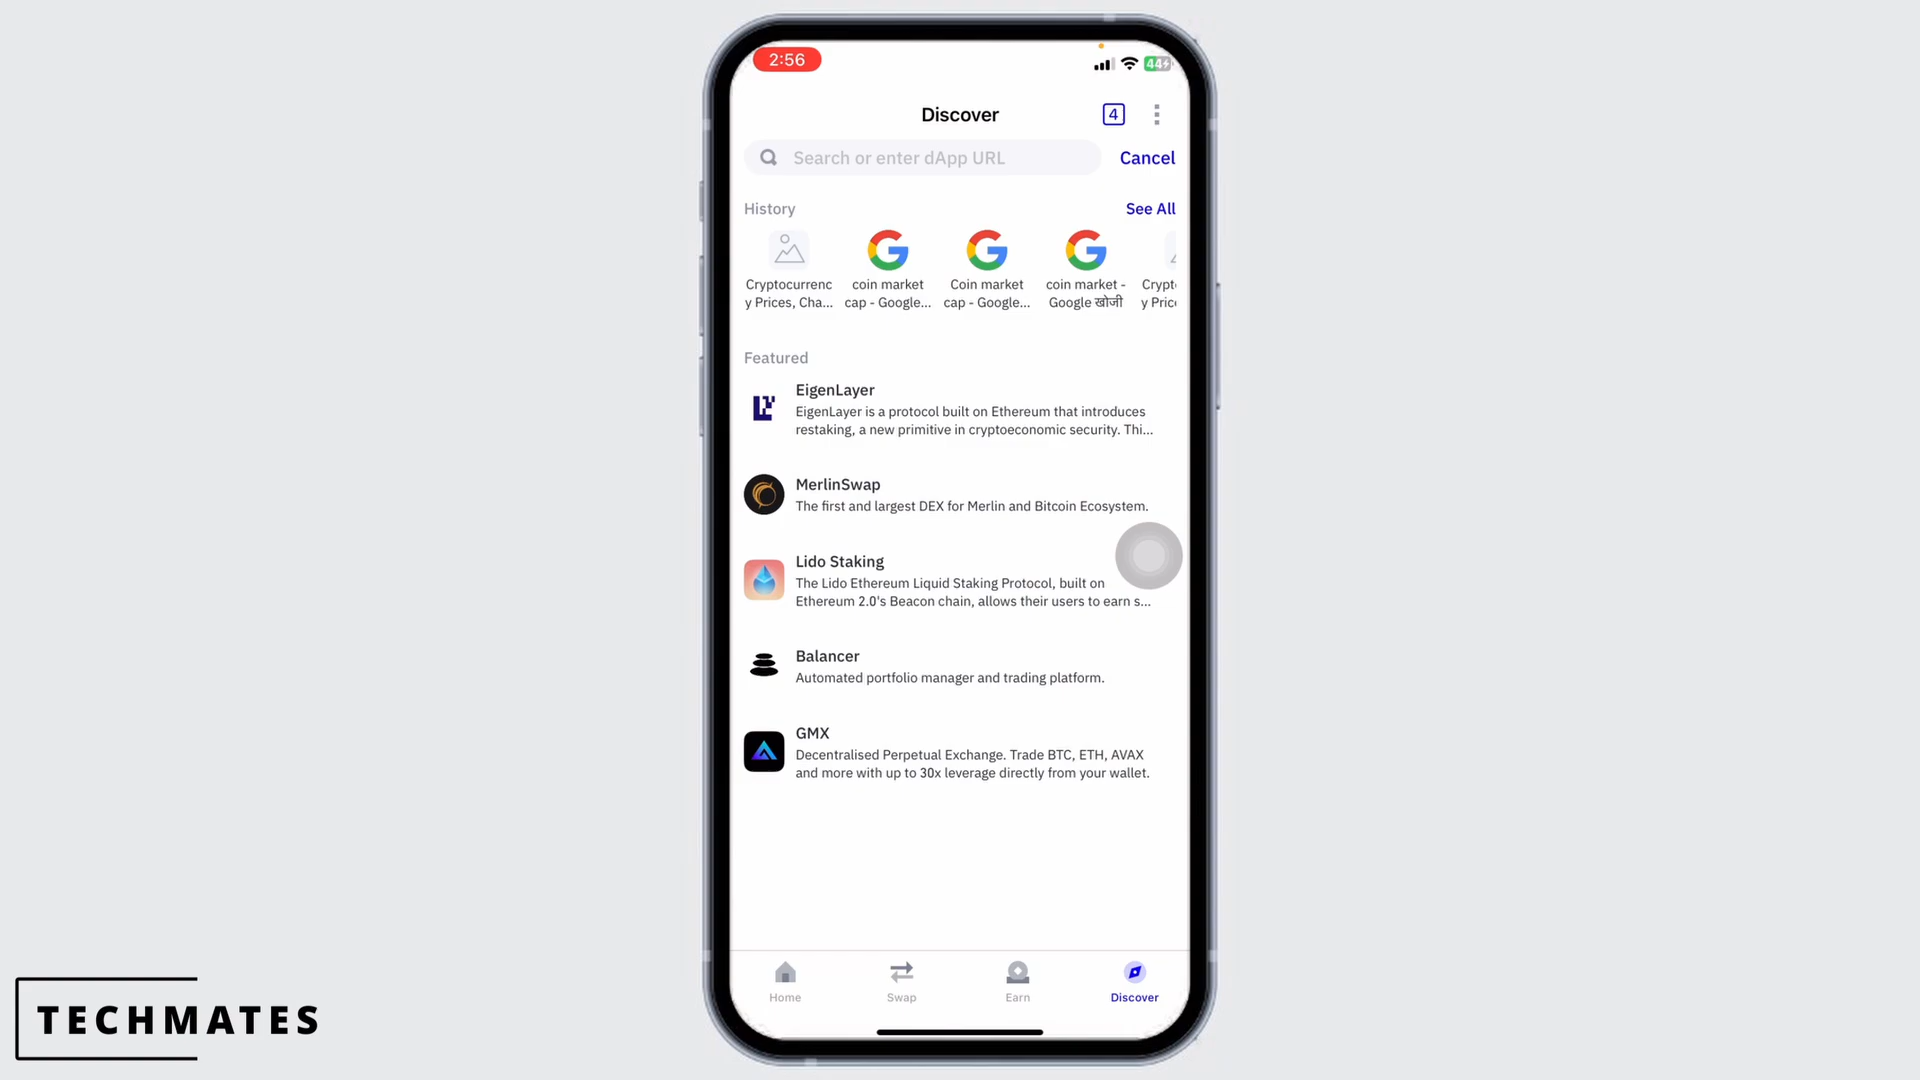 2:56
44
Discover
4
Search or enter dApp URL
Cancel
History
See All
Cryptocurrenc
y Prices, Cha...
coin market
cap - Google...
Coin market
cap - Google...
coin market -
Google खोजी
Crypt
y Pric
Featured
EigenLayer
EigenLayer is a protocol built on Ethereum that introduces
restaking, a new primitive in cryptoeconomic security. Thi...
MerlinSwap
The first and largest DEX for Merlin and Bitcoin Ecosystem.
Lido Staking
The Lido Ethereum Liquid Staking Protocol, built on
Ethereum 2.0's Beacon chain, allows their users to earn s...
Balancer
Automated portfolio manager and trading platform.
GMX
Decentralised Perpetual Exchange. Trade BTC, ETH, AVAX
and more with up to 30x leverage directly from your wallet.
Home
Swap
Earn
Discover
TECHMATES